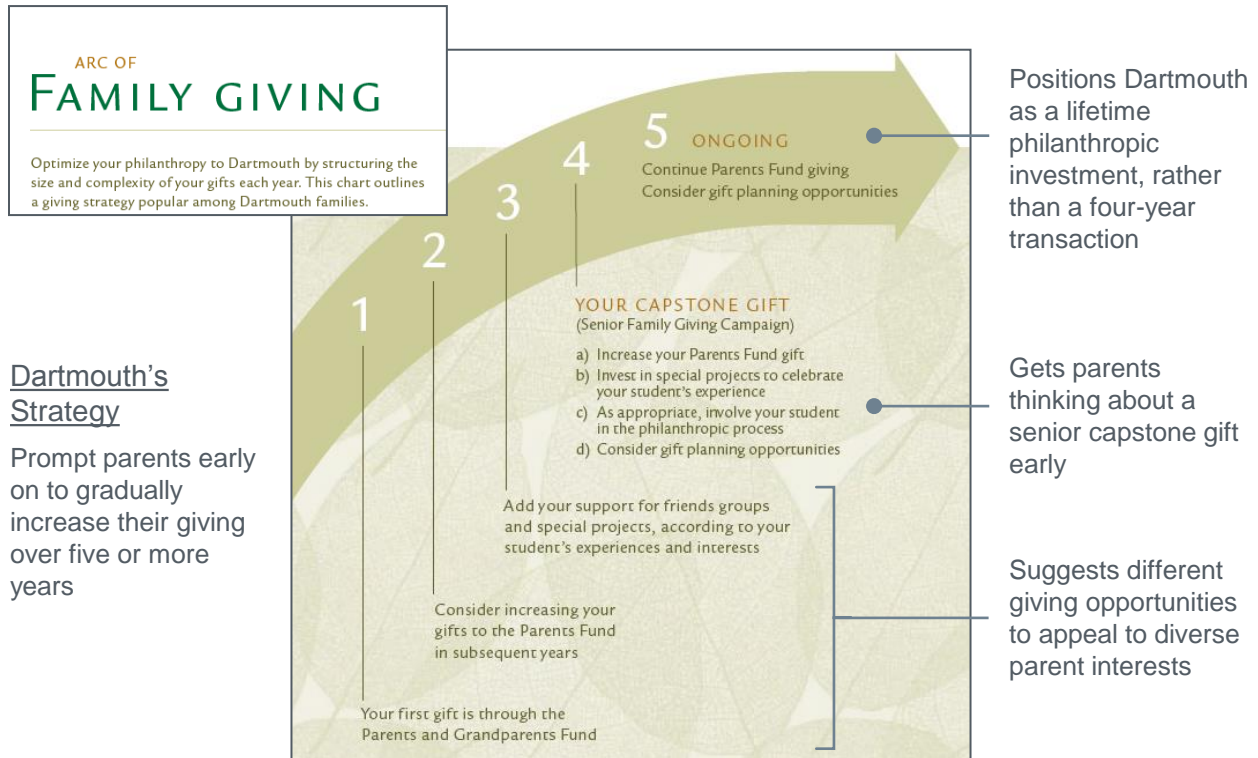 ARC OF
FAMILY GIVING
Optimize your philanthropy to Dartmouth by structuring the
size and complexity of your gifts each year. This chart outlines
a giving strategy popular among Dartmouth families.
Dartmouth's
Strategy
Prompt parents early
on to gradually
increase their giving
over five or more
years
1
2
3
4
5 ONGOING
Continue Parents Fund giving
Consider gift planning opportunities
YOUR CAPSTONE GIFT
(Senior Family Giving Campaign)
a) Increase your Parents Fund gift
b) Invest in special projects to celebrate
your student's experience
c) As appropriate, involve your student
in the philanthropic process
d) Consider gift planning opportunities
Add your support for friends groups
and special projects, according to your
student's experiences and interests
Consider increasing your
gifts to the Parents Fund
in subsequent years
Your first gift is through the
Parents and Grandparents Fund
Positions Dartmouth
as a lifetime
philanthropic
investment, rather
than a four-year
transaction
Gets parents
thinking about a
senior capstone gift
early
Suggests different
giving opportunities
to appeal to diverse
parent interests